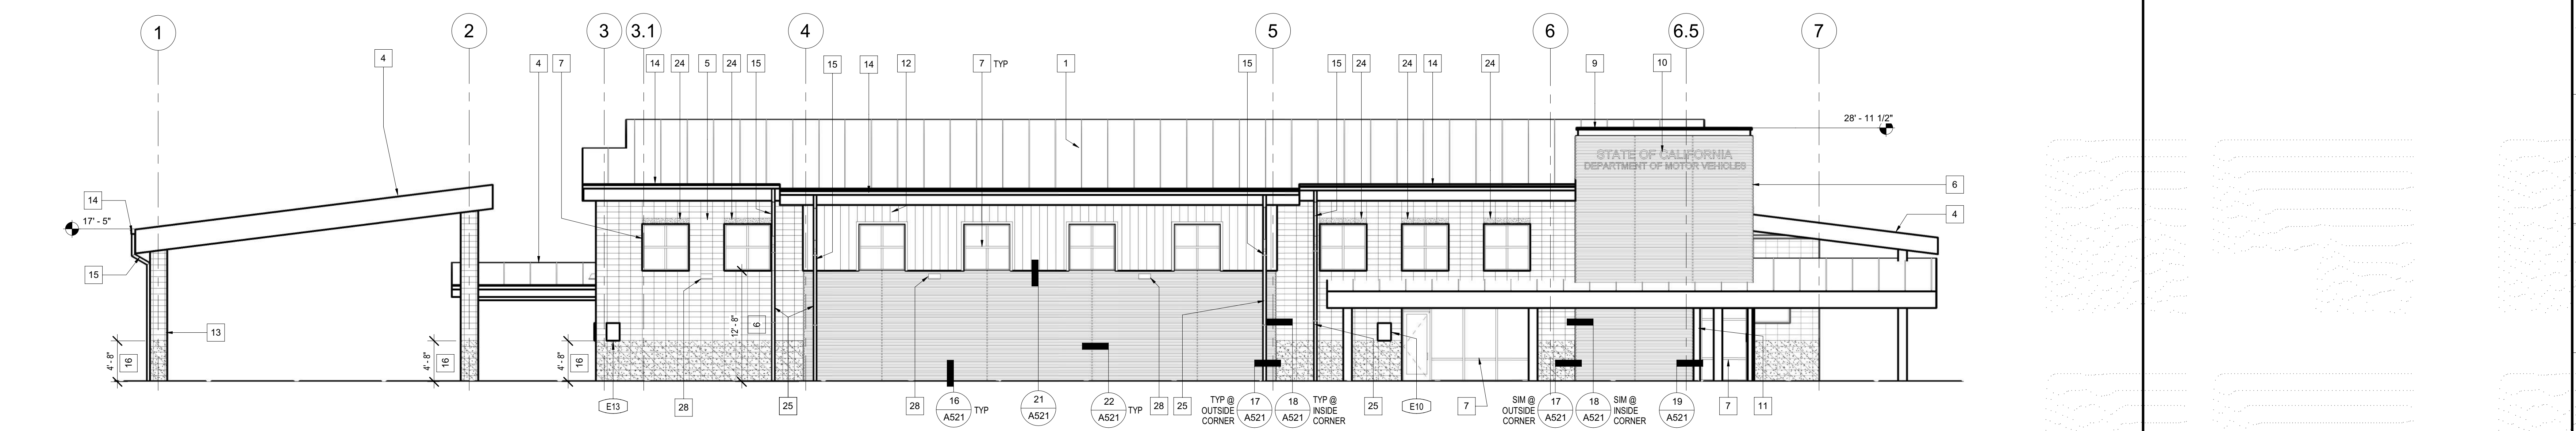 1
2
3
3.1
4
5
6
6.5
7
4
4
7
14
24
5
24
15
15
14
12
7 TYP
1
15
15
24
24
14
24
9
10
28' - 11 1/2"
STATE OF CALIFORNIA
DEPARTMENT OF MOTOR VEHICLES
6
14
17' - 5"
4
15
13
12' - 8"
6
4' - 8"
16
4' - 8"
16
4' - 8"
16
E13
28
25
28
16
A521
TYP
21
A521
22
A521
TYP
28
25
TYP @
OUTSIDE
CORNER
17
A521
18
A521
TYP @
INSIDE
CORNER
25
E10
7
SIM @
OUTSIDE
CORNER
17
A521
18
A521
SIM @
INSIDE
CORNER
19
A521
7
11